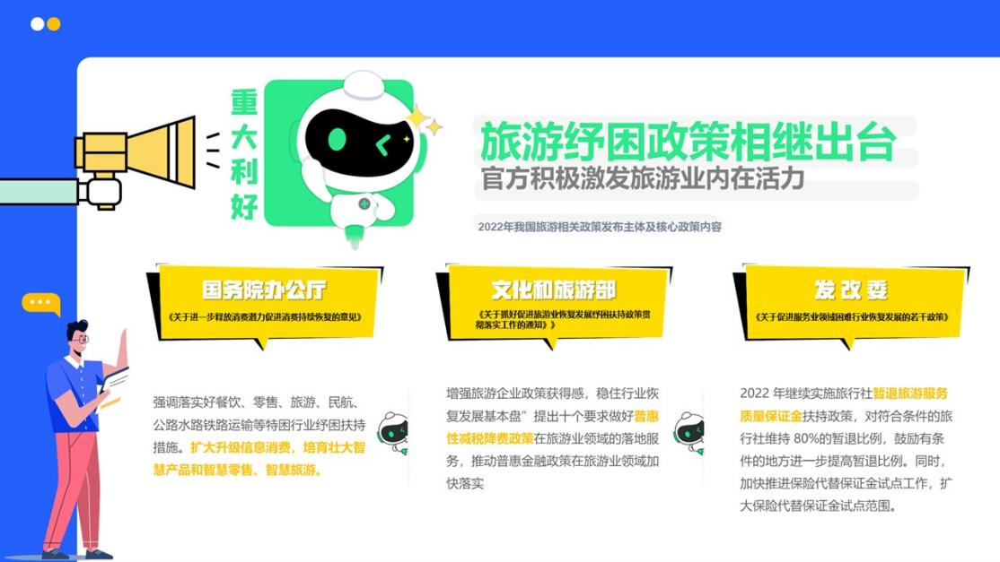 重大利好
旅游纾困政策相继出台
官方积极激发旅游业内在活力
2022年我国旅游相关政策发布主体及核心政策内容
国务院办公厅
《关于进一步释放消费潜力促进消费持续恢复的意见》
强调落实好餐饮、零售、旅游、民航、
公路水路铁路运输等特困行业纾困扶持
措施。扩大升级信息消费，培育壮大智
慧产品和智慧零售、智慧旅游。
文化和旅游部
《关于抓好促进旅游业恢复发展纾困扶持政策贯
彻落实工作的通知》》
增强旅游企业政策获得感，稳住行业恢
复发展基本盘”提出十个要求做好普惠
性减税降费政策在旅游业领域的落地服
务，推动普惠金融政策在旅游业领域加
快落实
发改委
《关于促进服务业领域困难行业恢复发展的若干政策》
2022 年继续实施旅行社暂退旅游服务
质量保证金扶持政策，对符合条件的旅
行社维持 80%的暂退比例，鼓励有条
件的地方进一步提高暂退比例。同时，
加快推进保险代替保证金试点工作，扩
大保险代替保证金试点范围。